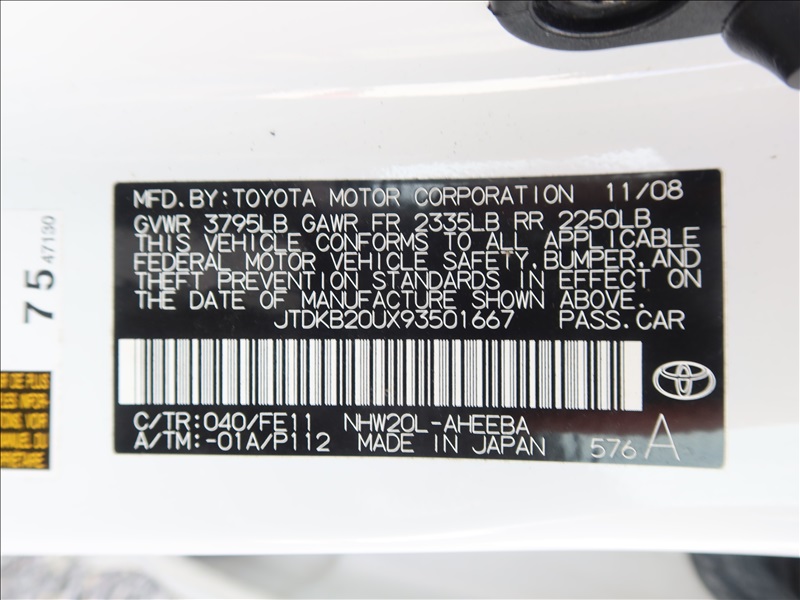 MFD. BY: TOYOTA MOTOR CORPORATION 11/08
GVWR 3795LB GAWR FR 2335LB RR 2250LB
THIS VEHICLE CONFORMS TO ALL APPLICABLE
FEDERAL MOTOR VEHICLE SAFETY, BUMPER, AND
THEFT PREVENTION STANDARDS IN EFFECT ON
THE DATE OF MANUFACTURE SHOWN ABOVE.
JTDKB20UX93501667 PASS.CAR
C/TR:040/FE11 NHW20L-AHEEBA
A/TM:-01A/P112 MADE IN JAPAN 576 A
75 47130